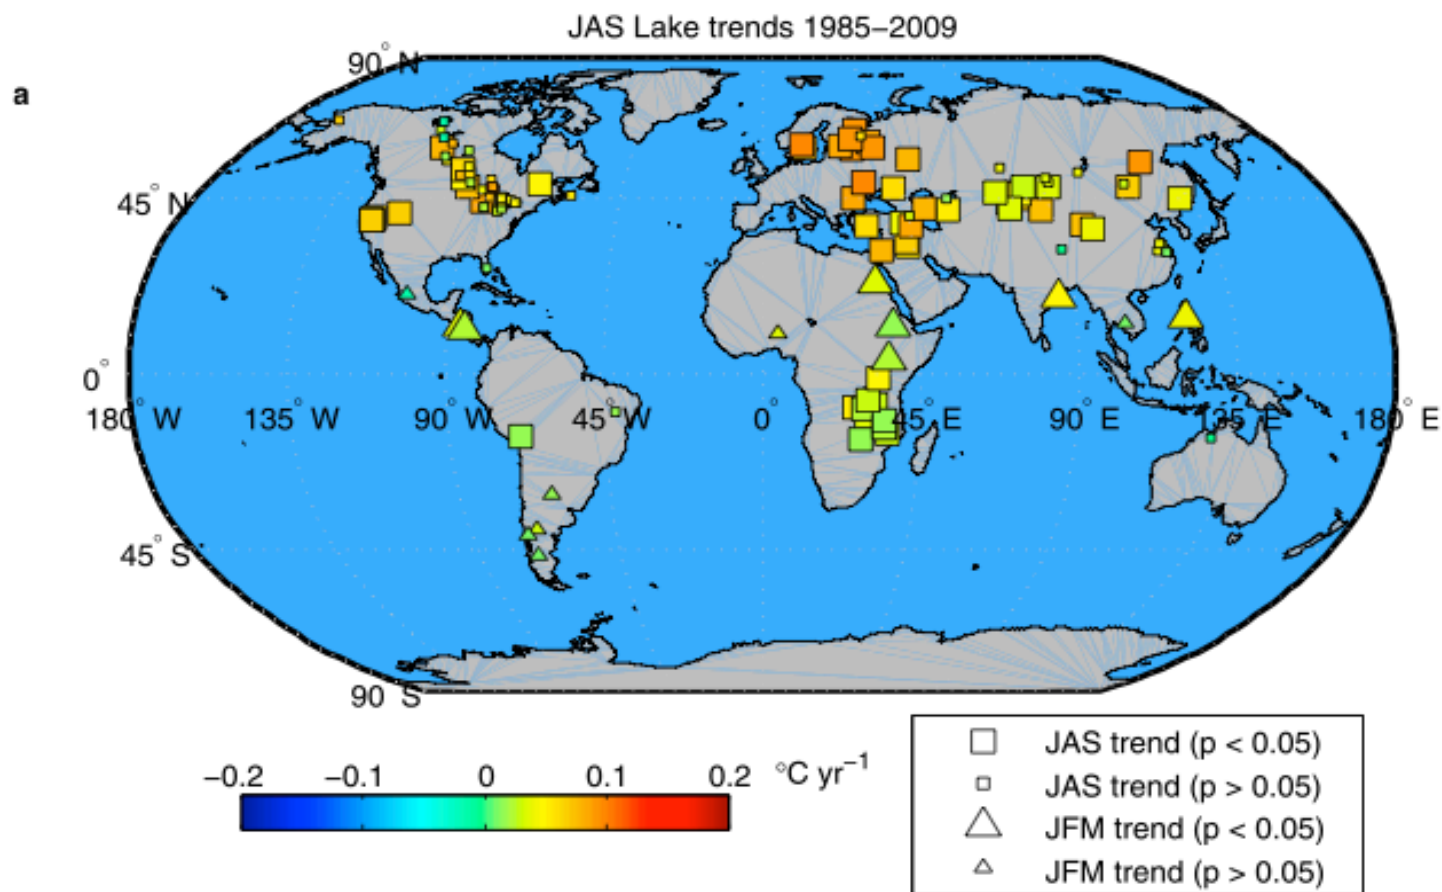 JAS Lake trends 1985−2009
a
90° N
45° N
0°
180° W 135° W 90° W 45° W 0° 45° E 90° E 135° E 180° E
45° S
90 S
−0.2 −0.1 0 0.1 0.2 °C yr⁻¹
JAS trend (p < 0.05)
JAS trend (p > 0.05)
JFM trend (p < 0.05)
JFM trend (p > 0.05)